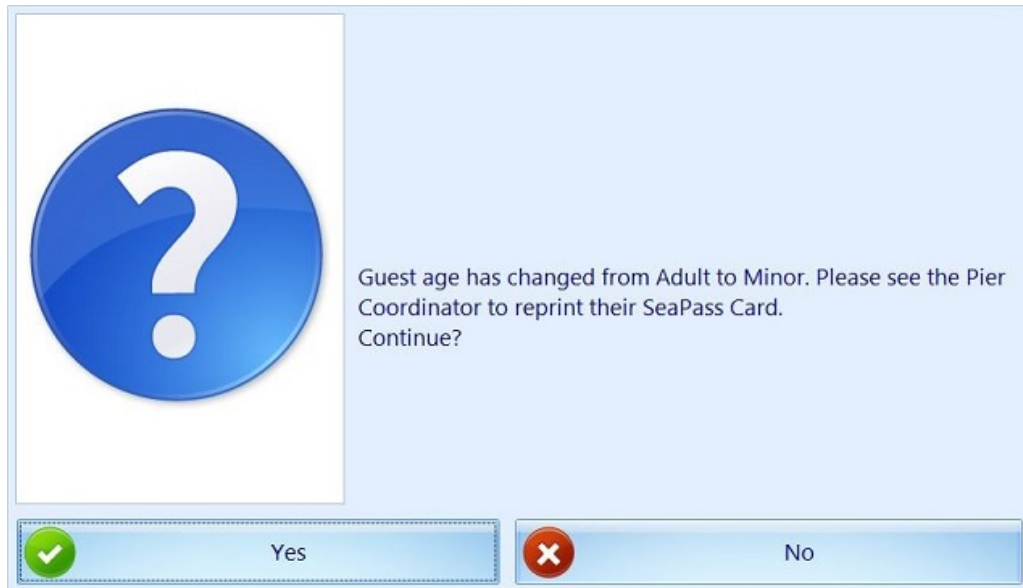 Guest age has changed from Adult to Minor. Please see the Pier
Coordinator to reprint their SeaPass Card.
Continue?
Yes
No